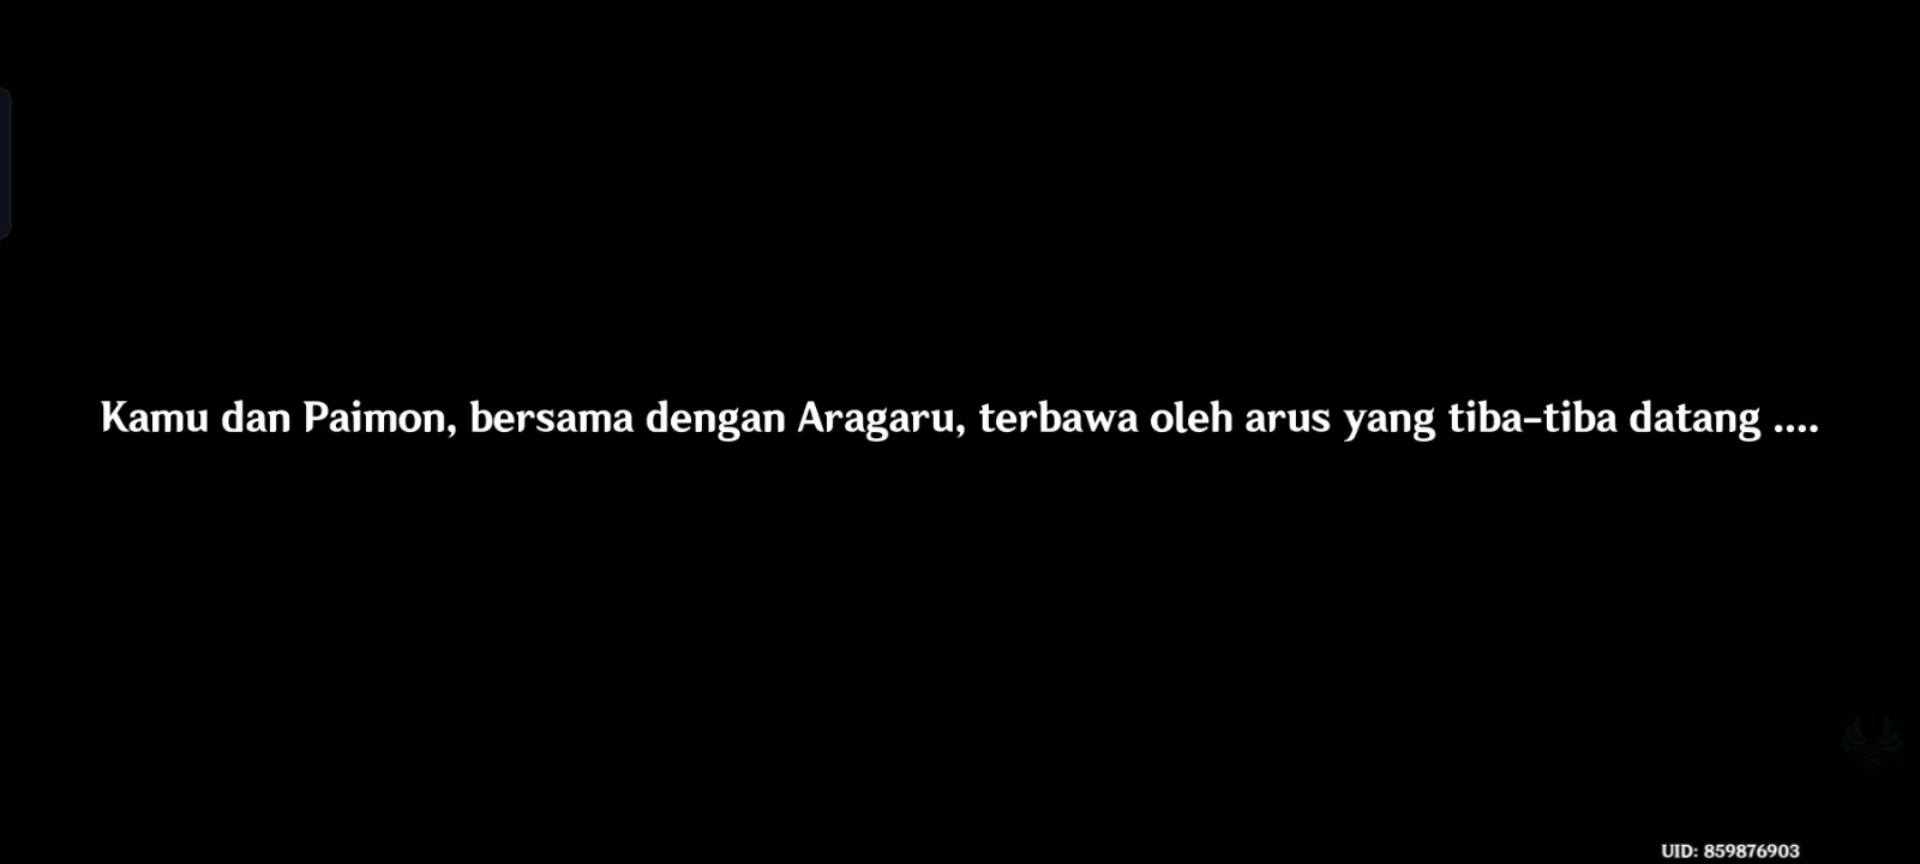 Kamu dan Paimon, bersama dengan Aragaru, terbawa oleh arus yang tiba-tiba datang ....
UID: 859876903